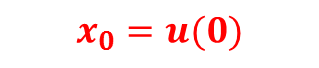 x₀ = u(0)